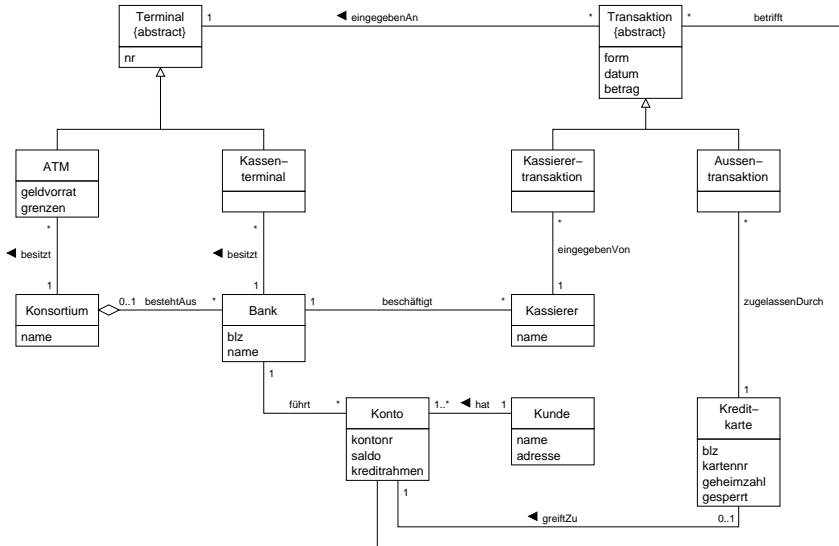 Terminal
{abstract}
nr
1
◄ eingegebenAn
*
Transaktion
{abstract}
form
datum
betrag
*
betrifft
ATM
geldvorrat
grenzen
Kassen–
terminal
Kassierer–
transaktion
Aussen–
transaktion
*
◄ besitzt
1
*
◄ besitzt
1
*
eingegebenVon
1
*
zugelassenDurch
1
Konsortium
name
0..1
bestehtAus
*
Bank
blz
name
1
beschäftigt
*
Kassierer
name
1
führt
*
Konto
kontonr
saldo
kreditrahmen
1..*
◄ hat
1
Kunde
name
adresse
Kredit–
karte
blz
kartennr
geheimzahl
gesperrt
1
◄ greiftZu
0..1